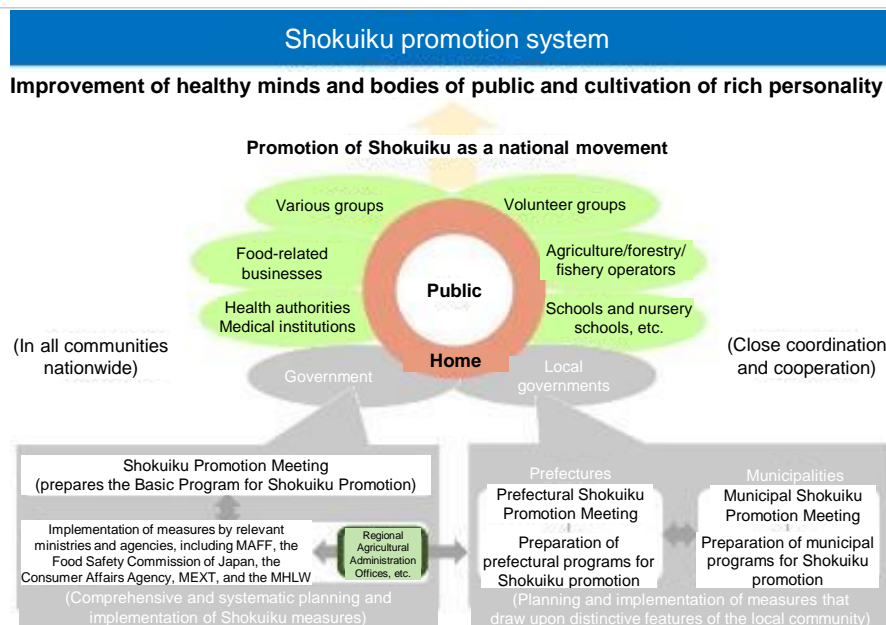 Shokuiku promotion system
Improvement of healthy minds and bodies of public and cultivation of rich personality
Promotion of Shokuiku as a national movement
Various groups
Volunteer groups
Food-related
businesses
Agriculture/forestry/
fishery operators
Public
Health authorities
Medical institutions
Schools and nursery
schools, etc.
(In all communities
nationwide)
Home
(Close coordination
and cooperation)
Government
Local
governments
Shokuiku Promotion Meeting
(prepares the Basic Program for Shokuiku Promotion)
Implementation of measures by relevant
ministries and agencies, including MAFF, the
Food Safety Commission of Japan, the
Consumer Affairs Agency, MEXT, and the MHLW
Regional
Agricultural
Administration
Offices, etc.
(Comprehensive and systematic planning and
implementation of Shokuiku measures)
Prefectures
Prefectural Shokuiku
Promotion Meeting
Preparation of
prefectural programs for
Shokuiku promotion
Municipalities
Municipal Shokuiku
Promotion Meeting
Preparation of municipal
programs for Shokuiku
promotion
(Planning and implementation of measures that
draw upon distinctive features of the local community)